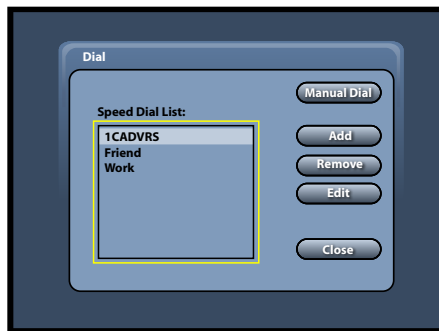 Dial
Manual Dial
Speed Dial List:
1CADVRS
Add
Friend
Work
Remove
Edit
Close